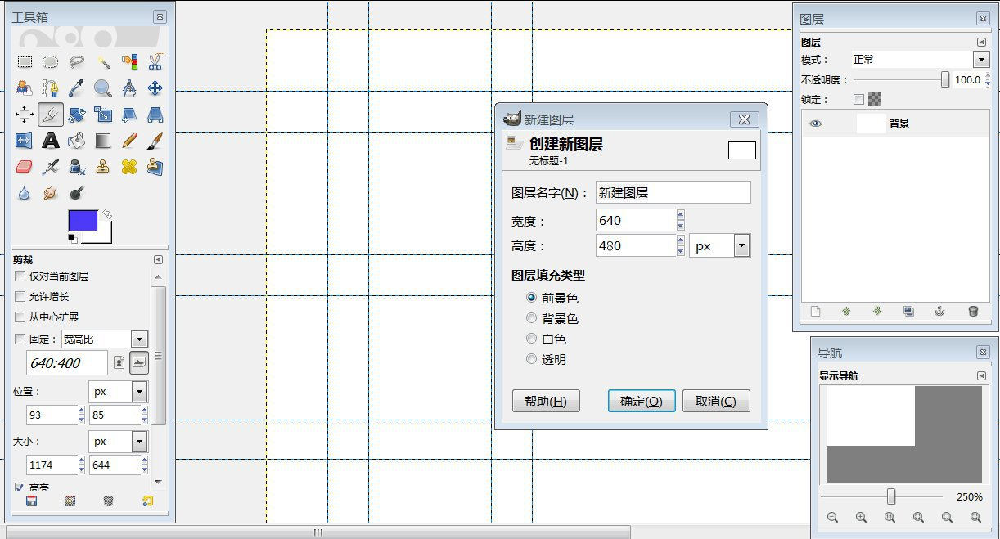 工具箱
剪裁
仅对当前图层
允许增长
从中心扩展
固定： 宽高比
640:400
位置： px
93 85
大小： px
1174 644
高亮
新建图层
创建新图层
无标题-1
图层名字(N)： 新建图层
宽度： 640
高度： 480 px
图层填充类型
前景色
背景色
白色
透明
帮助(H) 确定(O) 取消(C)
图层
图层
模式： 正常
不透明度： 100.0
锁定：
背景
导航
显示导航
250%